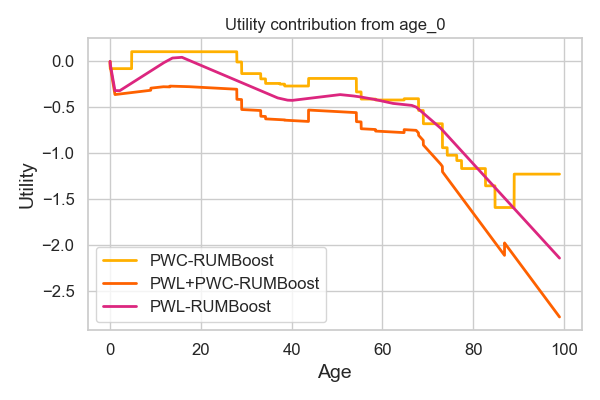 Utility contribution from age_0
0.0
−0.5
−1.0
−1.5
−2.0
−2.5
Utility
PWC-RUMBoost
PWL+PWC-RUMBoost
PWL-RUMBoost
0 20 40 60 80 100
Age